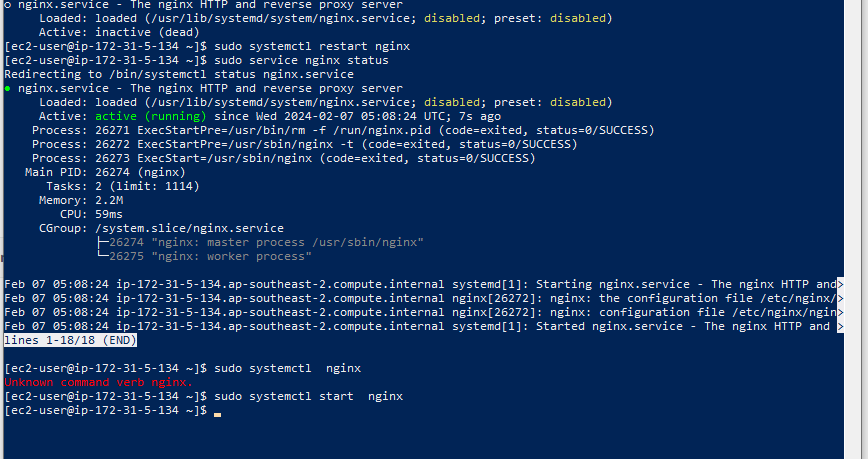 ○ nginx.service - The nginx HTTP and reverse proxy server
Loaded: loaded (/usr/lib/systemd/system/nginx.service; disabled; preset: disabled)
Active: inactive (dead)
[ec2-user@ip-172-31-5-134 ~]$ sudo systemctl restart nginx
[ec2-user@ip-172-31-5-134 ~]$ sudo service nginx status
Redirecting to /bin/systemctl status nginx.service
● nginx.service - The nginx HTTP and reverse proxy server
Loaded: loaded (/usr/lib/systemd/system/nginx.service; disabled; preset: disabled)
Active: active (running) since Wed 2024-02-07 05:08:24 UTC; 7s ago
Process: 26271 ExecStartPre=/usr/bin/rm -f /run/nginx.pid (code=exited, status=0/SUCCESS)
Process: 26272 ExecStartPre=/usr/sbin/nginx -t (code=exited, status=0/SUCCESS)
Process: 26273 ExecStart=/usr/sbin/nginx (code=exited, status=0/SUCCESS)
Main PID: 26274 (nginx)
Tasks: 2 (limit: 1114)
Memory: 2.2M
CPU: 59ms
CGroup: /system.slice/nginx.service
├─26274 "nginx: master process /usr/sbin/nginx"
└─26275 "nginx: worker process"
Feb 07 05:08:24 ip-172-31-5-134.ap-southeast-2.compute.internal systemd[1]: Starting nginx.service - The nginx HTTP and>
Feb 07 05:08:24 ip-172-31-5-134.ap-southeast-2.compute.internal nginx[26272]: nginx: the configuration file /etc/nginx/>
Feb 07 05:08:24 ip-172-31-5-134.ap-southeast-2.compute.internal nginx[26272]: nginx: configuration file /etc/nginx/ngin>
Feb 07 05:08:24 ip-172-31-5-134.ap-southeast-2.compute.internal systemd[1]: Started nginx.service - The nginx HTTP and >
lines 1-18/18 (END)
[ec2-user@ip-172-31-5-134 ~]$ sudo systemctl  nginx
Unknown command verb nginx.
[ec2-user@ip-172-31-5-134 ~]$ sudo systemctl start  nginx
[ec2-user@ip-172-31-5-134 ~]$